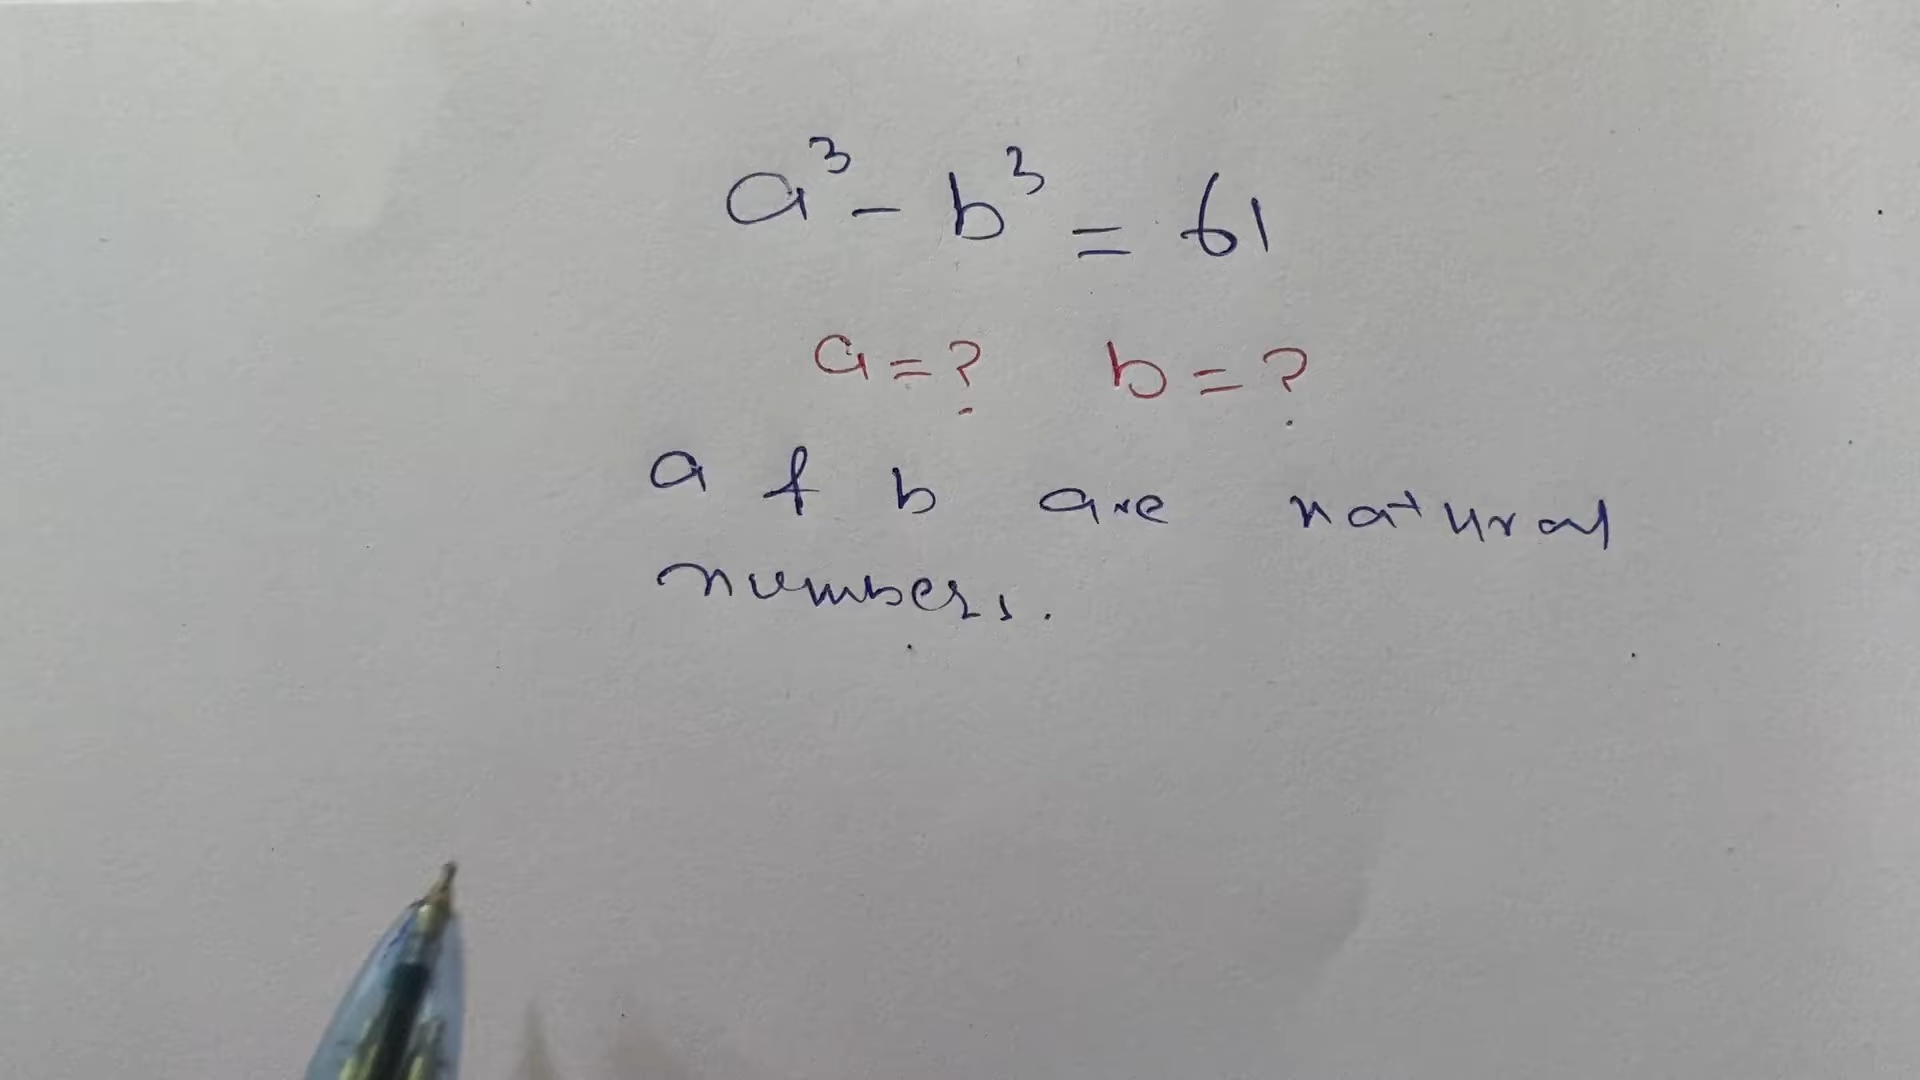 a³ - b³ = 61
a = ? b = ?
a & b are natural
numbers.